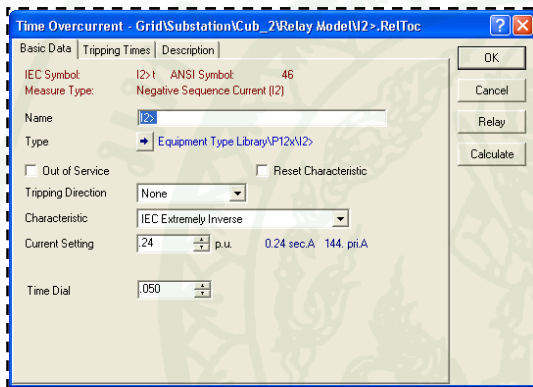 Time Overcurrent - Grid\Substation\Cub_2\Relay Model\I2>.RelToc
Basic Data Tripping Times Description
OK
Cancel
Relay
Calculate
IEC Symbol: I2>t ANSI Symbol: 46
Measure Type: Negative Sequence Current (I2)
Name I2>
Type Equipment Type Library\P12x\I2>
Out of Service Reset Characteristic
Tripping Direction None
Characteristic IEC Extremely Inverse
Current Setting .24 p.u. 0.24 sec.A 144. pri.A
Time Dial .050